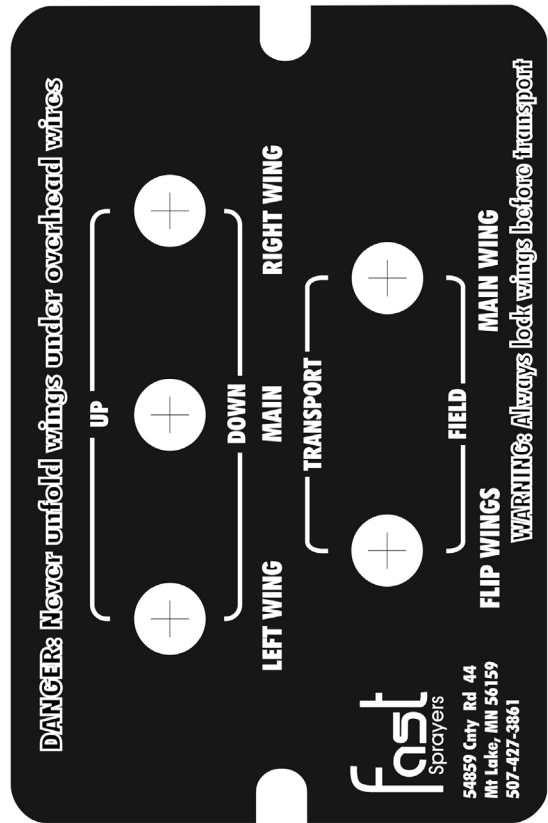 DANGER: Never unfold wings under overhead wires
UP
DOWN
LEFT WING MAIN RIGHT WING
TRANSPORT
FIELD
FLIP WINGS MAIN WING
WARNING: Always lock wings before transport
fast
Sprayers
54859 Cnty Rd 44
Mt Lake, MN 56159
507-427-3861